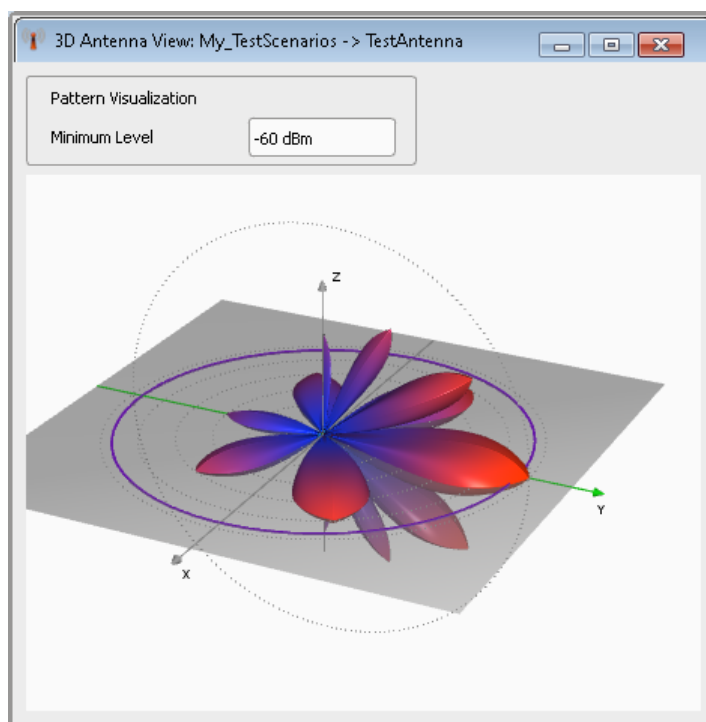 3D Antenna View: My_TestScenarios -> TestAntenna
Pattern Visualization
Minimum Level -60 dBm
Z
Y
X